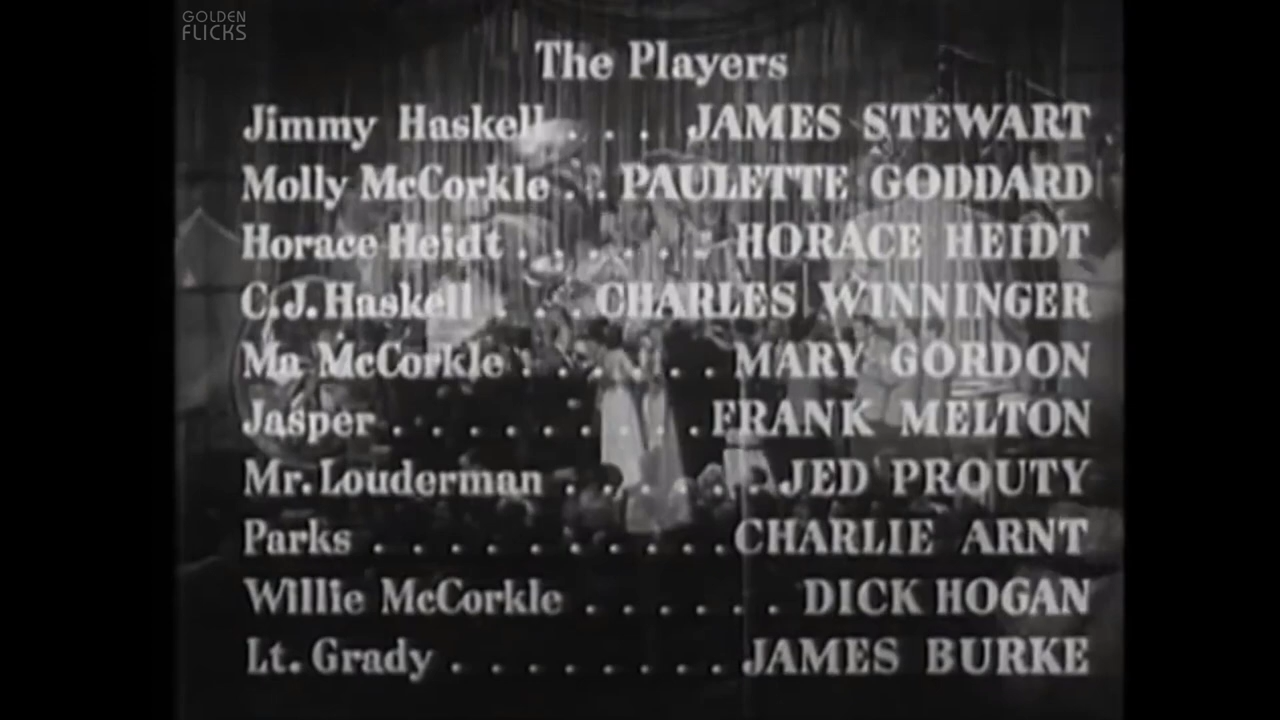 GOLDEN
FLICKS
The Players
Jimmy Haskell . . . JAMES STEWART
Molly McCorkle . . PAULETTE GODDARD
Horace Heidt . . . . . . HORACE HEIDT
C.J. Haskell . . . CHARLES WINNINGER
Ma McCorkle . . . . . . MARY GORDON
Jasper . . . . . . . . . FRANK MELTON
Mr. Louderman . . . . . . JED PROUTY
Parks . . . . . . . . . . CHARLIE ARNT
Willie McCorkle . . . . . . DICK HOGAN
Lt. Grady . . . . . . . . JAMES BURKE